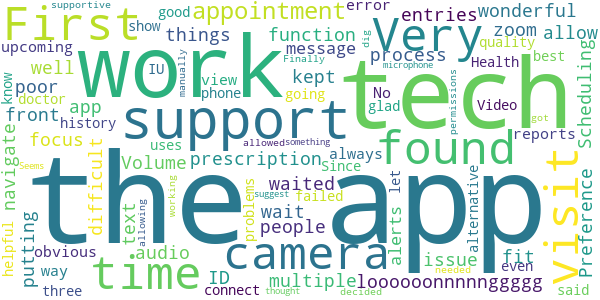 First
appointment
Very
error
entries
wonderful
supportive
show
good
things
function
zoom
allow
upcoming
IU
manually
view
phone
message
process
dig
quality
best
Finally
going
kept
No
Health
microphone
well
know
poor
doctor
work
tech
app
glad
Video
permissions
got
Scheduling
front
history
support
found
reports
navigate
focus
uses
allowed
something
always
since
Volume
prescription
let
alternative
visit
Preference
the app
difficult
waited
failed
problems
wait
people
alerts
fit
putting
text
allowing
working
camera
issue
even
obvious
audio
suggest
helpful
Seems
way
time
ID
multiple
loooooonnnnggggg
three
connect
thought
decided
needed
said